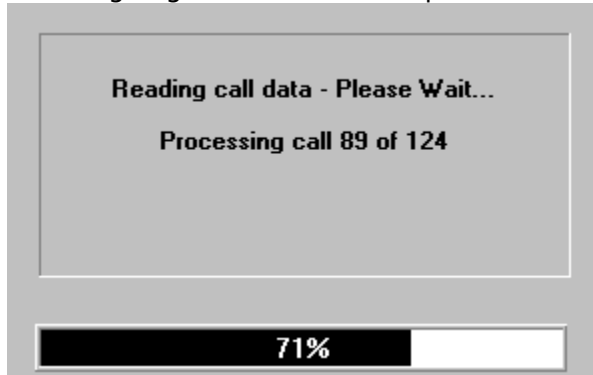 Reading call data - Please Wait...
Processing call 89 of 124
71%